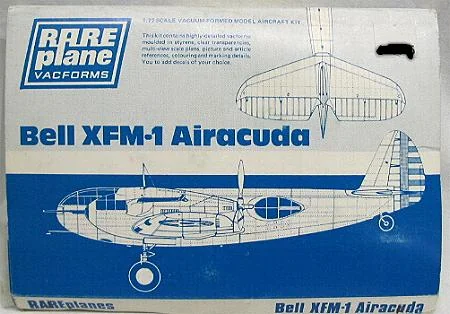 RARE
plane
VACFORMS
1:72 SCALE VACUUM-FORMED MODEL AIRCRAFT KIT
This kit contains highly detailed vacforms
moulded in styrene, clear transparencies,
multi-view scale plans, picture and article
references, colouring and marking details.
You to add decals of your choice.
Bell XFM-1 Airacuda
RAREplanes
Bell XFM-1 Airacuda